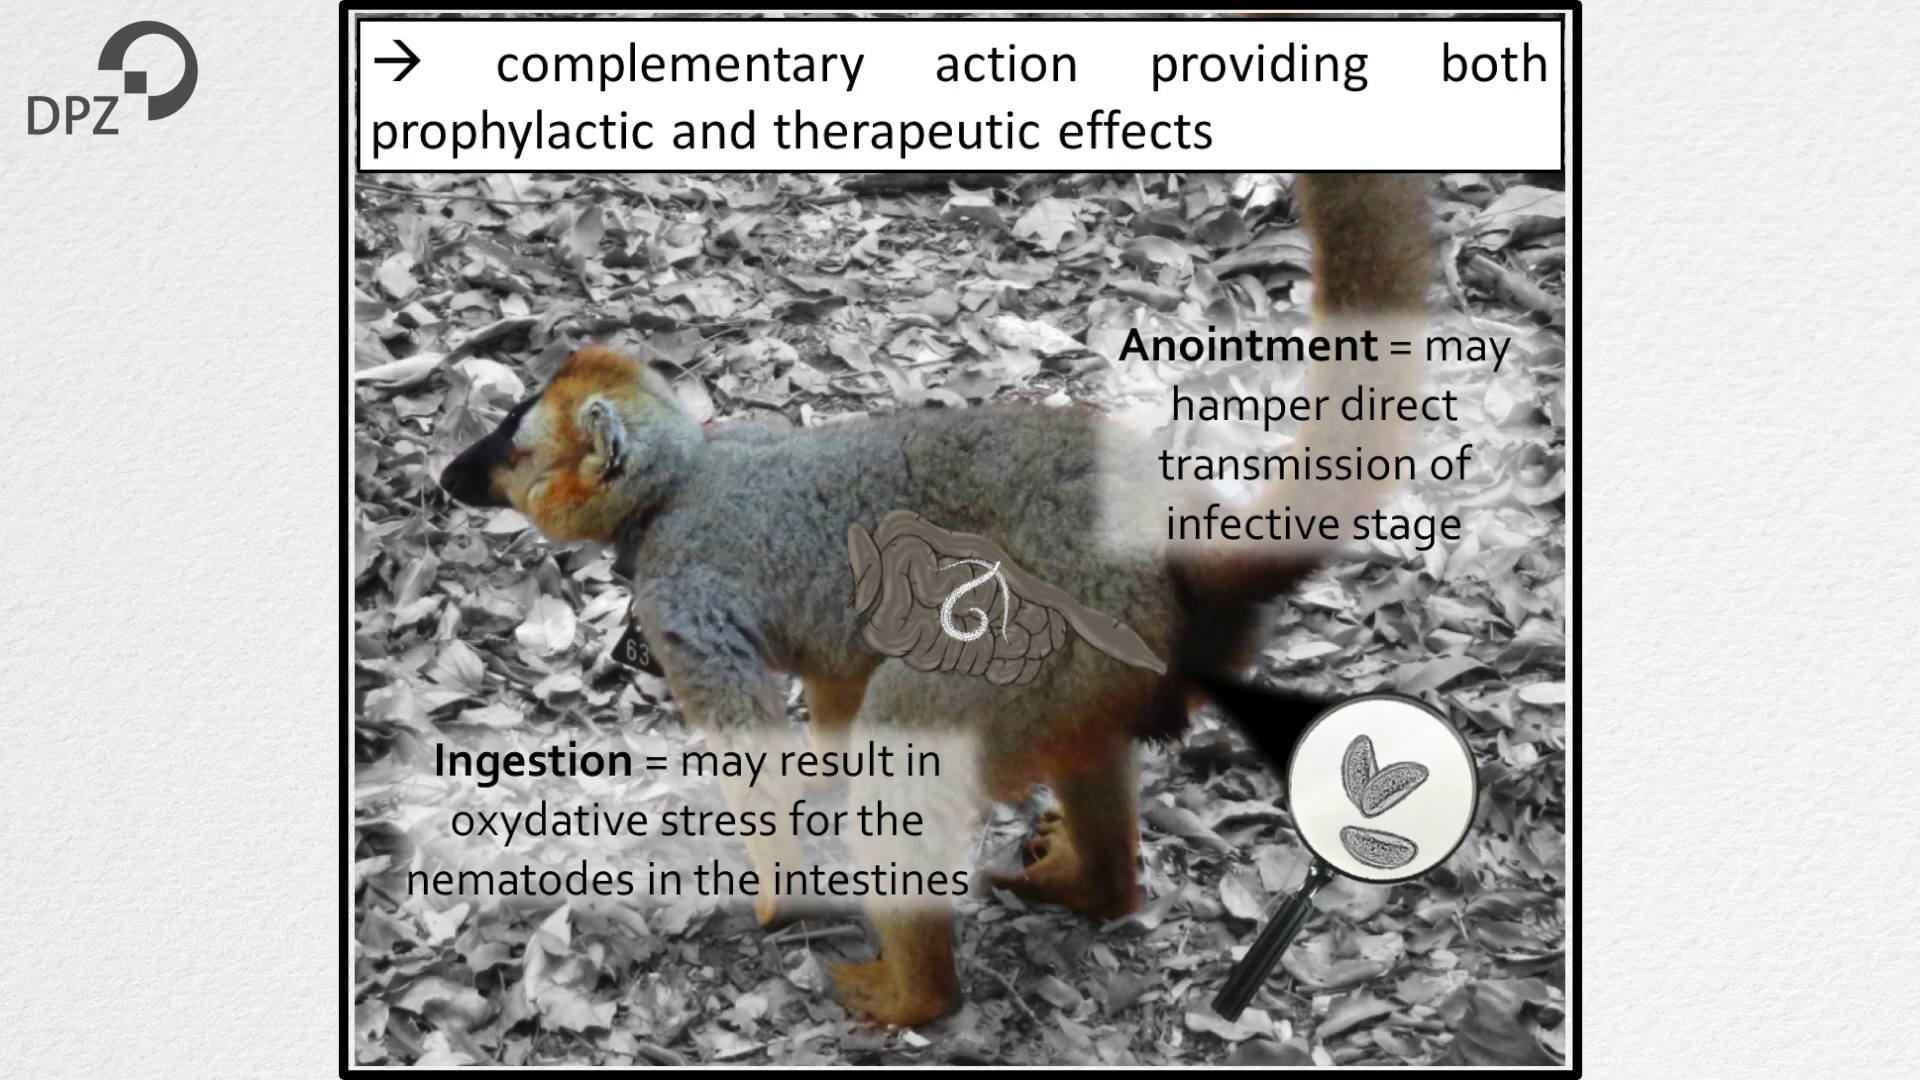 DPZ
→ complementary action providing both
prophylactic and therapeutic effects
Anointment = may
hamper direct
transmission of
infective stage
63
Ingestion = may result in
oxydative stress for the
nematodes in the intestines